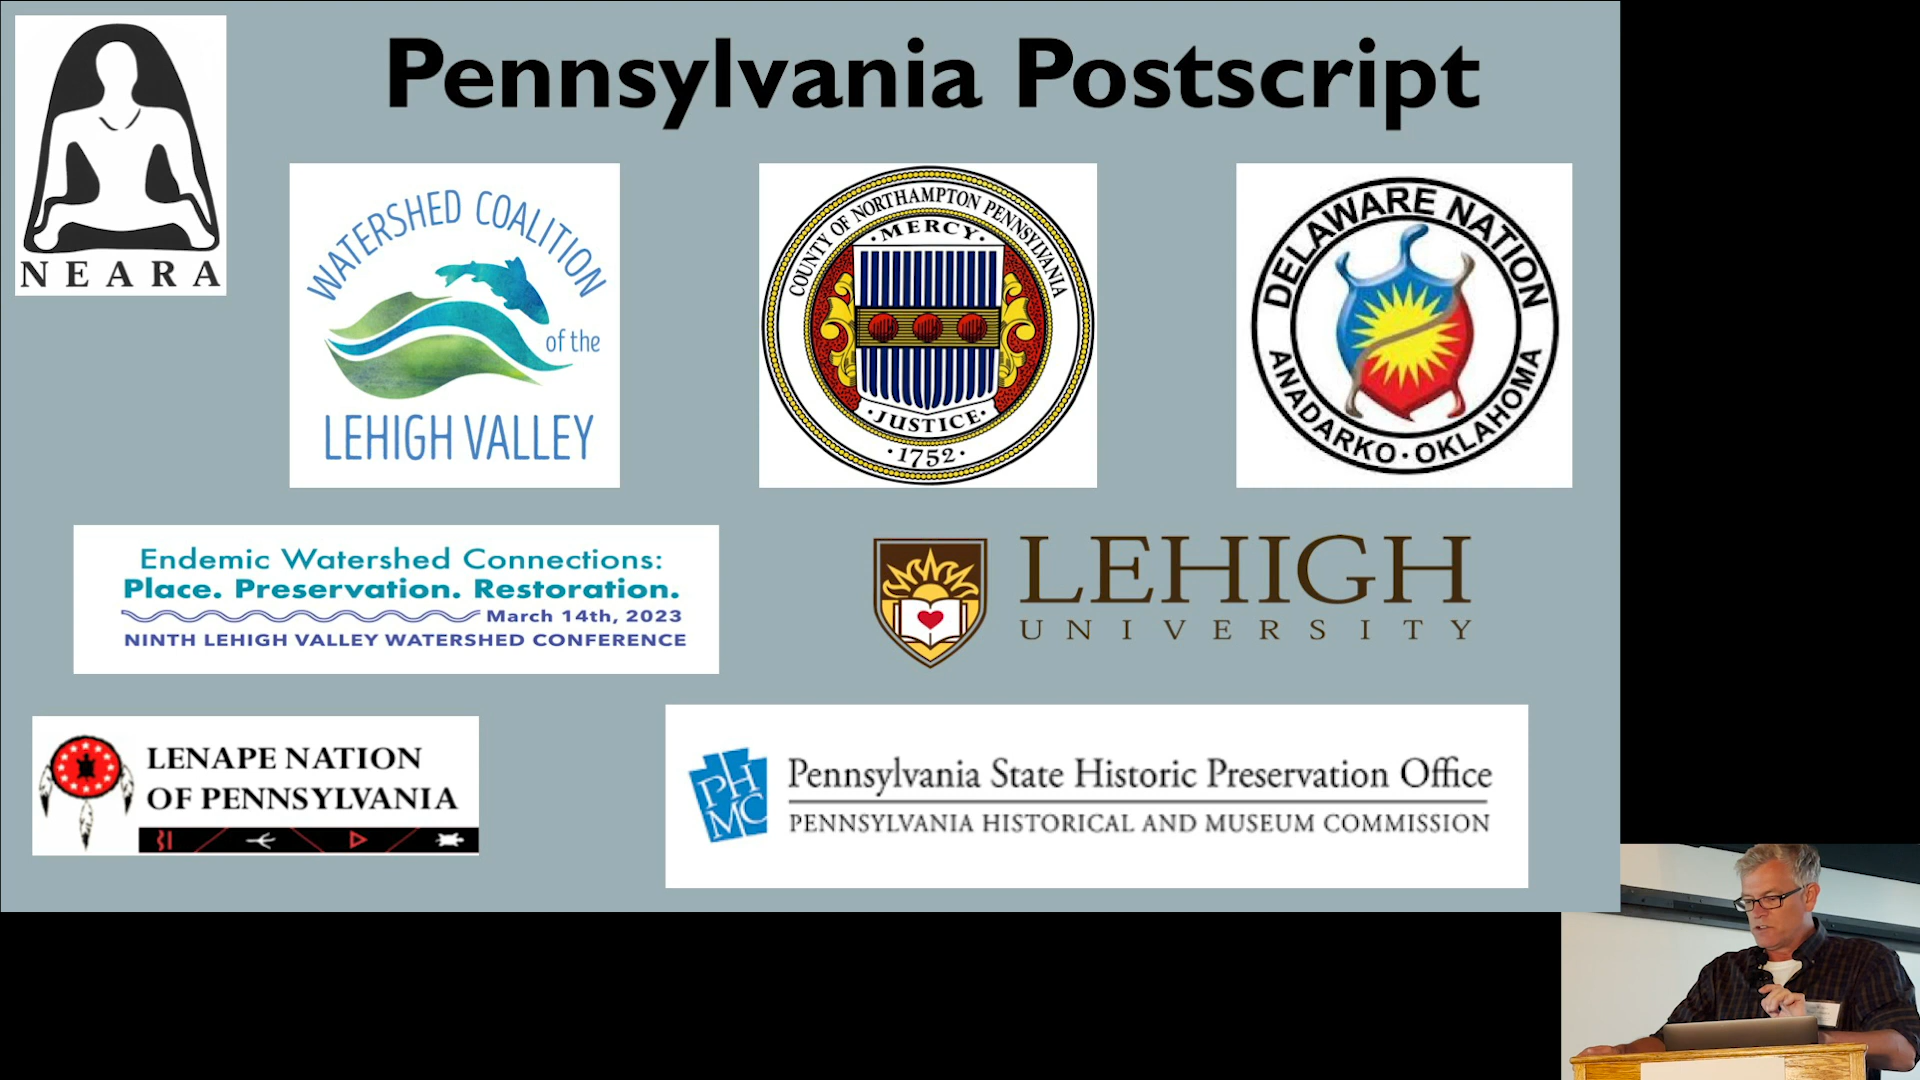 Pennsylvania Postscript
NEARA
WATERSHED COALITION
of the
LEHIGH VALLEY
COUNTY OF NORTHAMPTON PENNSYLVANIA
·MERCY·
·JUSTICE·
·1752·
DELAWARE NATION
ANADARKO · OKLAHOMA
Endemic Watershed Connections:
Place. Preservation. Restoration.
March 14th, 2023
NINTH LEHIGH VALLEY WATERSHED CONFERENCE
LEHIGH
UNIVERSITY
LENAPE NATION
OF PENNSYLVANIA
PH
MC
Pennsylvania State Historic Preservation Office
PENNSYLVANIA HISTORICAL AND MUSEUM COMMISSION